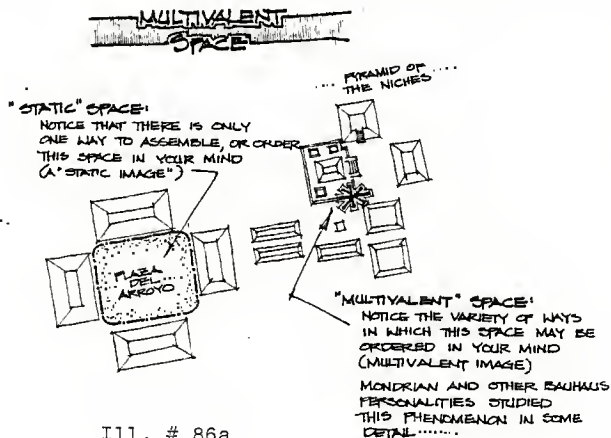 MULTIVALENT
SPACE
PYRAMID OF ....
.... THE NICHES
"STATIC" SPACE:
NOTICE THAT THERE IS ONLY
ONE WAY TO ASSEMBLE, OR ORDER
THIS SPACE IN YOUR MIND
(A "STATIC IMAGE")
PLAZA
DEL
ARROYO
"MULTIVALENT" SPACE:
NOTICE THE VARIETY OF WAYS
IN WHICH THIS SPACE MAY BE
ORDERED IN YOUR MIND
(MULTIVALENT IMAGE)
MONDRIAN AND OTHER BAUHAUS
PERSONALITIES STUDIED
THIS PHENOMENON IN SOME
DETAIL ........
Ill. # 86a